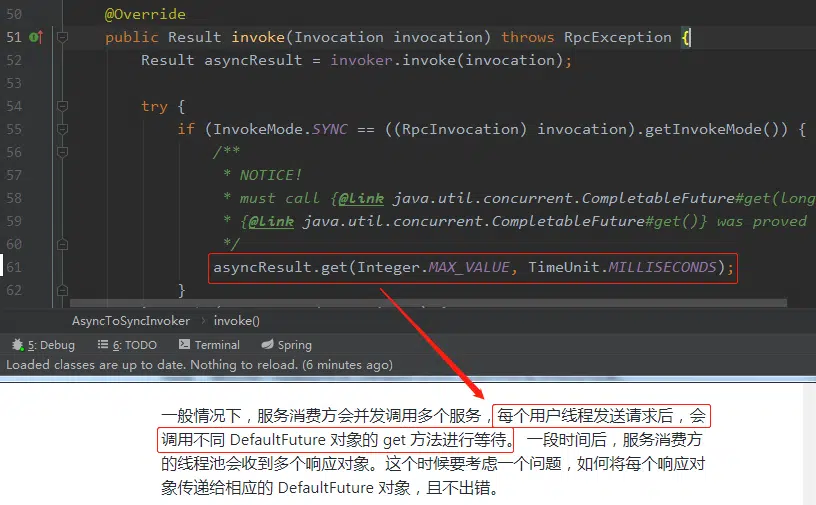 50 @Override
51 public Result invoke(Invocation invocation) throws RpcException {
52 Result asyncResult = invoker.invoke(invocation);
53
54 try {
55 if (InvokeMode.SYNC == ((RpcInvocation) invocation).getInvokeMode()) {
56 /**
57 * NOTICE!
58 * must call {@link java.util.concurrent.CompletableFuture#get(long
59 * {@link java.util.concurrent.CompletableFuture#get()} was proved
60 */
61 asyncResult.get(Integer.MAX_VALUE, TimeUnit.MILLISECONDS);
62 }
AsyncToSyncInvoker › invoke()
5: Debug 6: TODO Terminal Spring
Loaded classes are up to date. Nothing to reload. (6 minutes ago)
一般情况下，服务消费方会并发调用多个服务，每个用户线程发送请求后，会
调用不同 DefaultFuture 对象的 get 方法进行等待。 一段时间后，服务消费方
的线程池会收到多个响应对象。这个时候要考虑一个问题，如何将每个响应对
象传递给相应的 DefaultFuture 对象，且不出错。